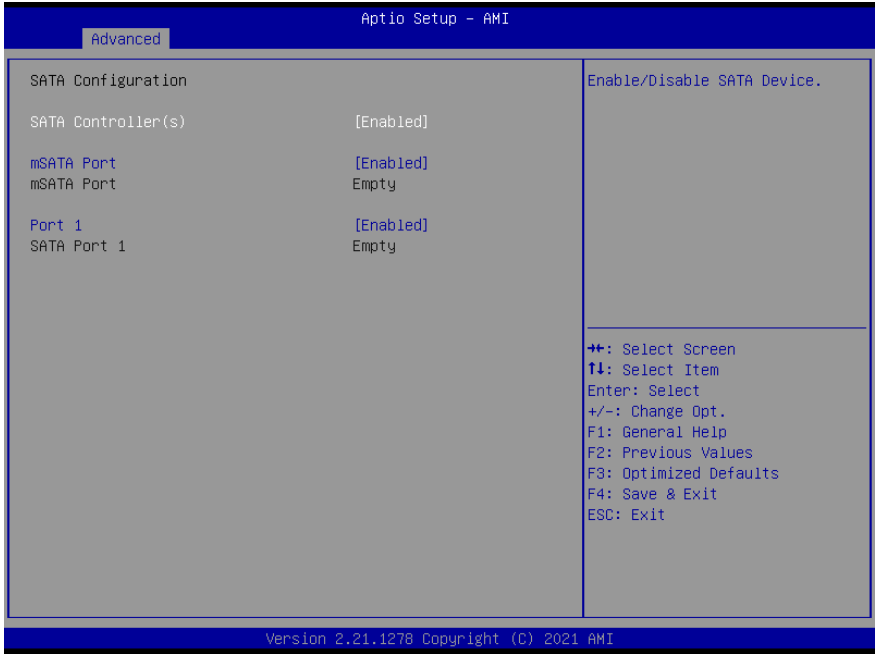 Aptio Setup – AMI
Advanced
SATA Configuration
SATA Controller(s) [Enabled]
mSATA Port [Enabled]
mSATA Port Empty
Port 1 [Enabled]
SATA Port 1 Empty
Enable/Disable SATA Device.
→←: Select Screen
↑↓: Select Item
Enter: Select
+/-: Change Opt.
F1: General Help
F2: Previous Values
F3: Optimized Defaults
F4: Save & Exit
ESC: Exit
Version 2.21.1278 Copyright (C) 2021 AMI